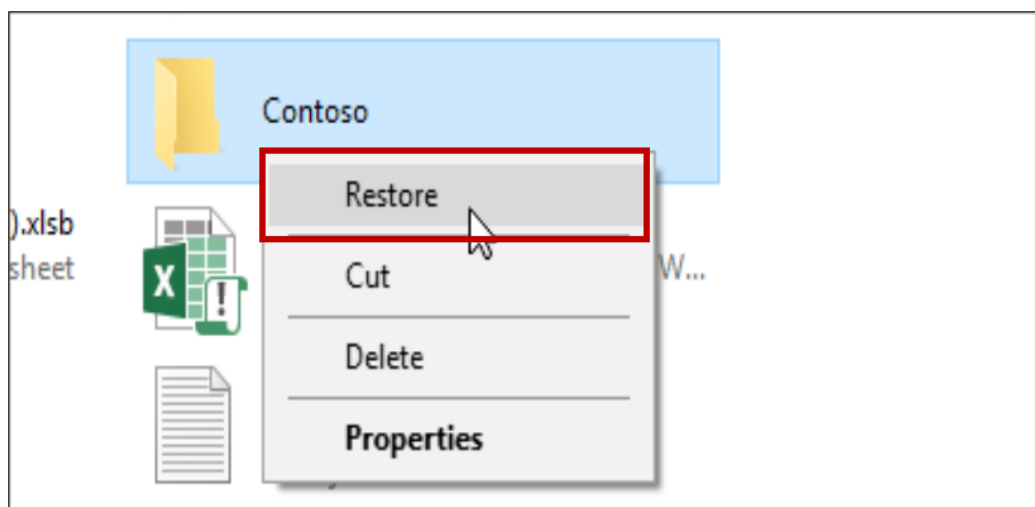 Contoso
Restore
).xlsb
sheet
W...
Cut
Delete
Properties